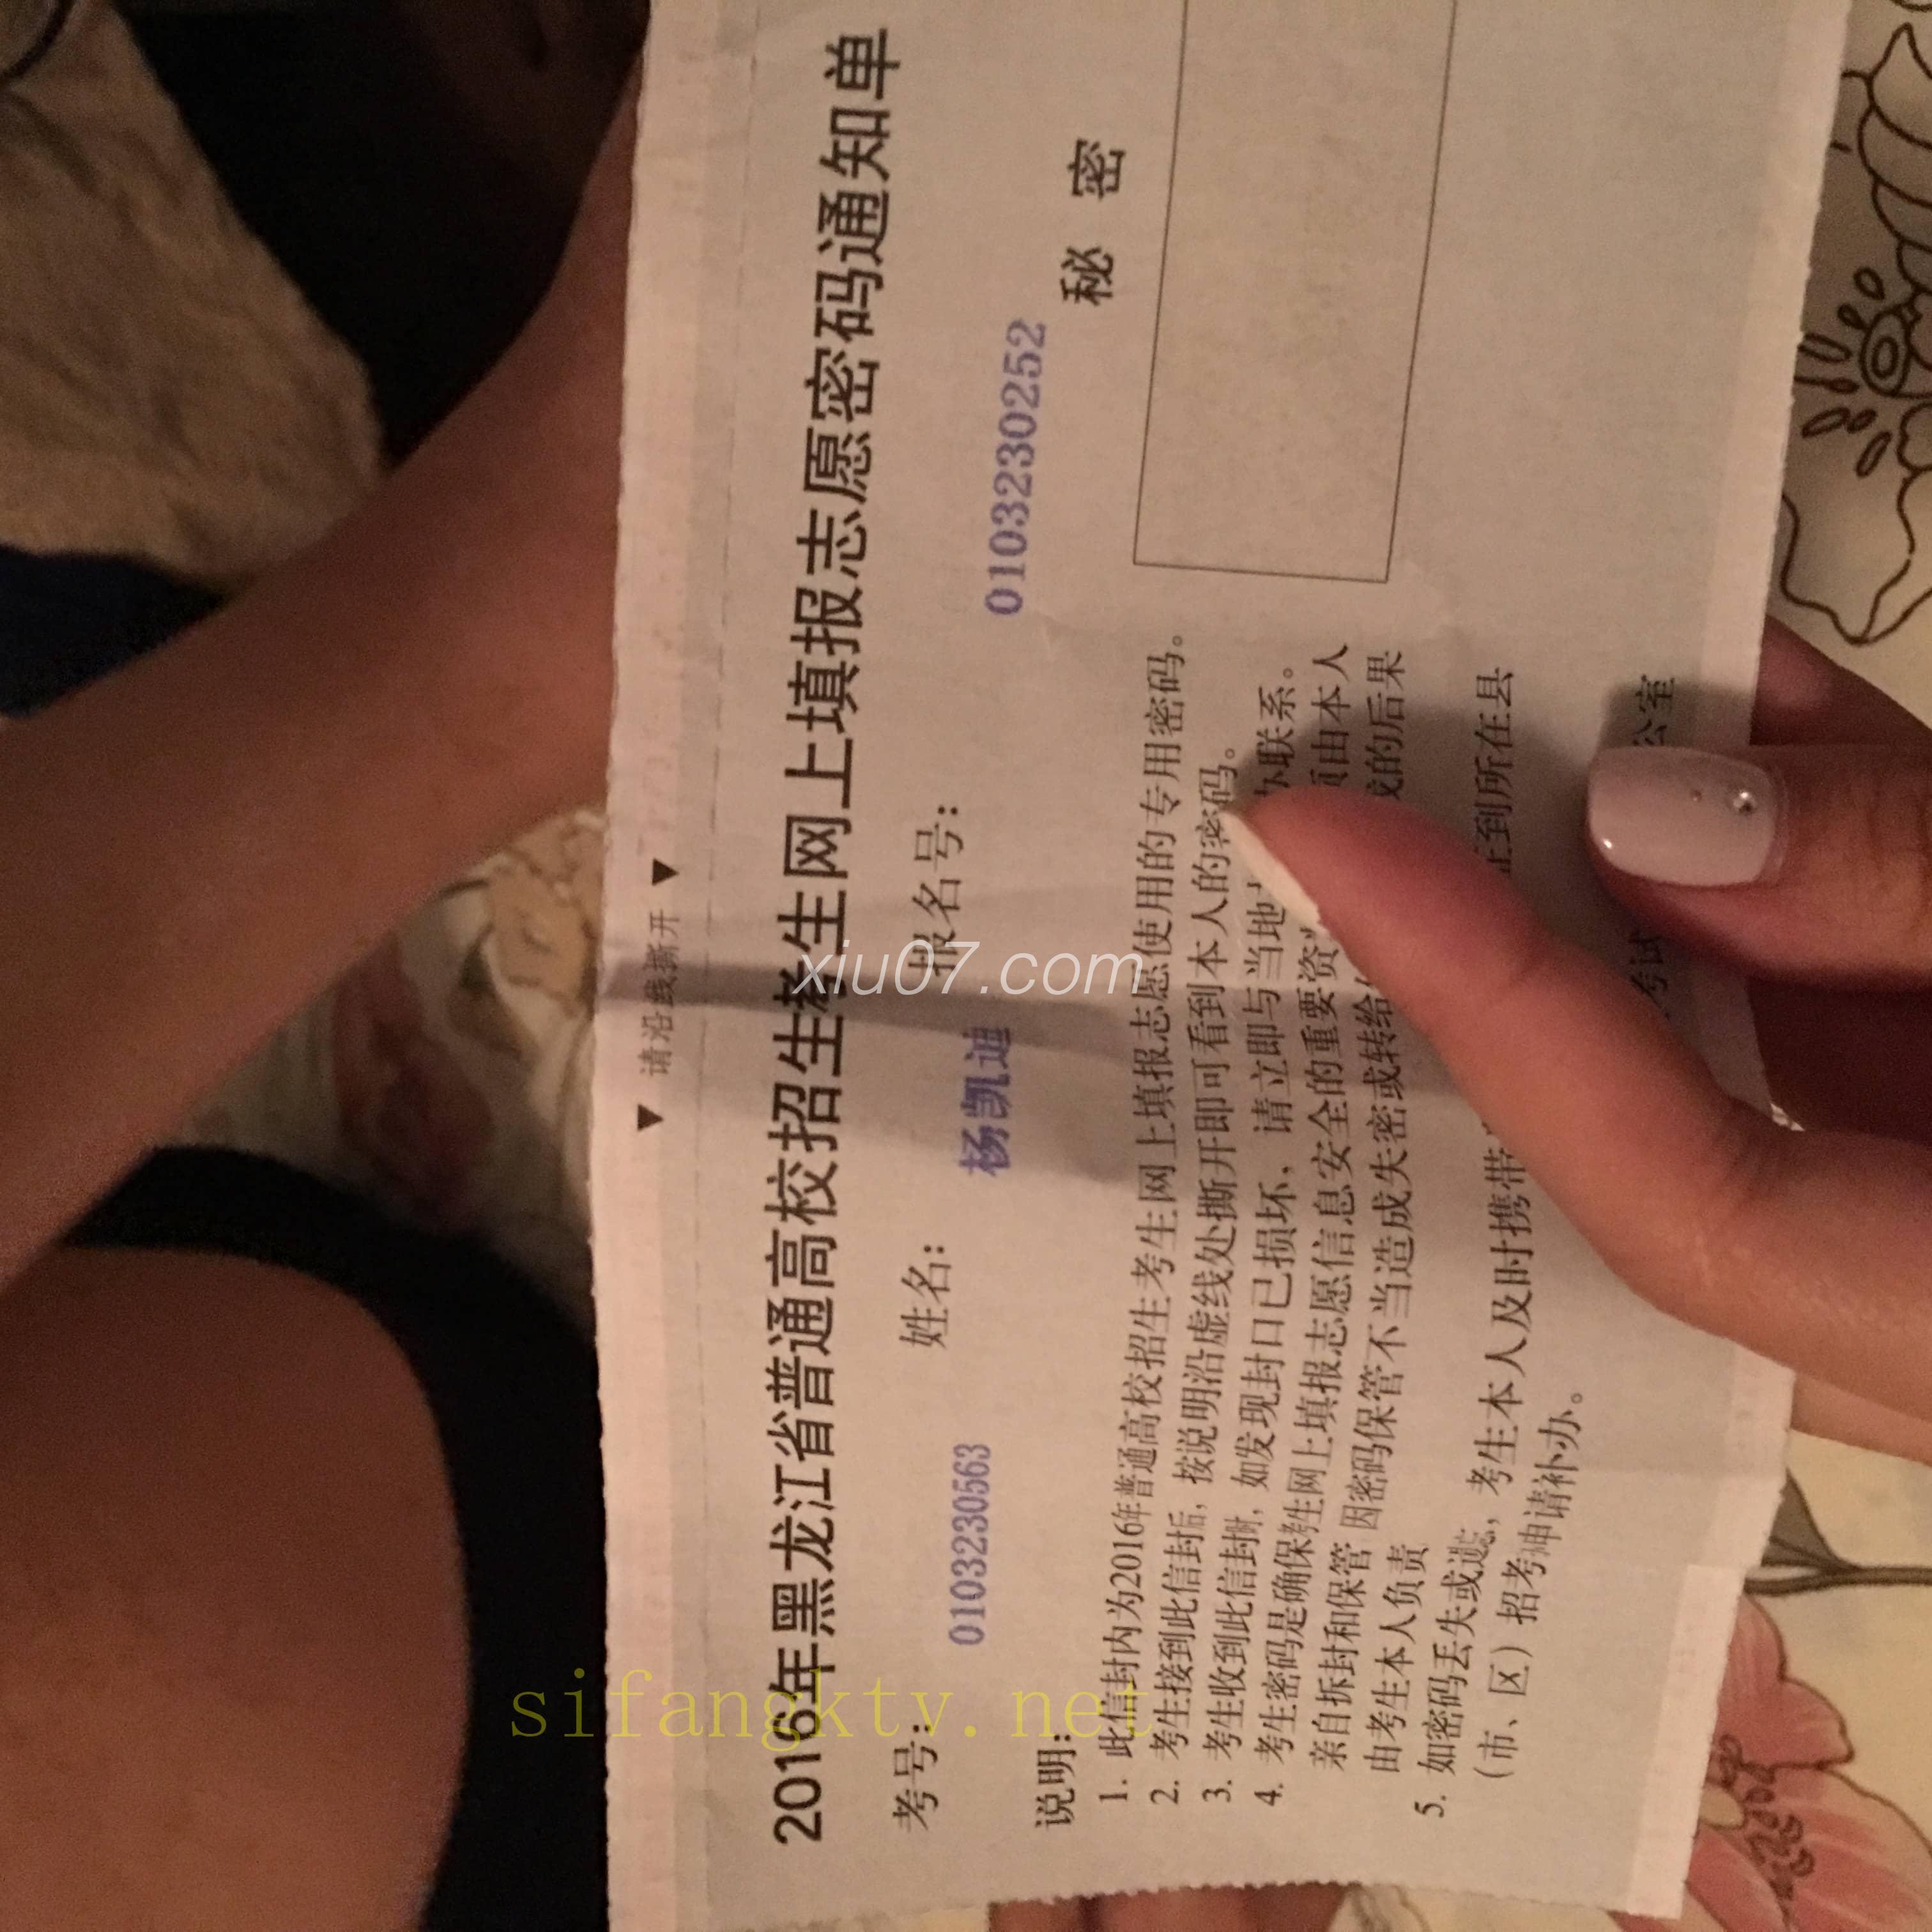 ▼ 请沿线撕开 ▼
2016年黑龙江省普通高校招生考生网上填报志愿密码通知单
考号: 姓名: 报名号:
0103230563 杨凯迪 0103230252
秘 密
说明:
1. 此信封内为2016年普通高校招生考生网上填报志愿使用的专用密码。
2. 考生接到此信封后,按说明沿虚线处撕开即可看到本人的密码。
3. 考生收到此信封时,如发现封口已损坏,请立即与当地 办联系。
4. 考生密码是确保考生网上填报志愿信息安全的重要资 须由本人
亲自拆封和保管 因密码保管不当造成失密或转给 成的后果
由考生本人负责
5. 如密码丢失或遗忘,考生本人及时携带 证到所在县
(市、区)招考办申请补办。
考试 公室
xiu07.com
sifangktv.net